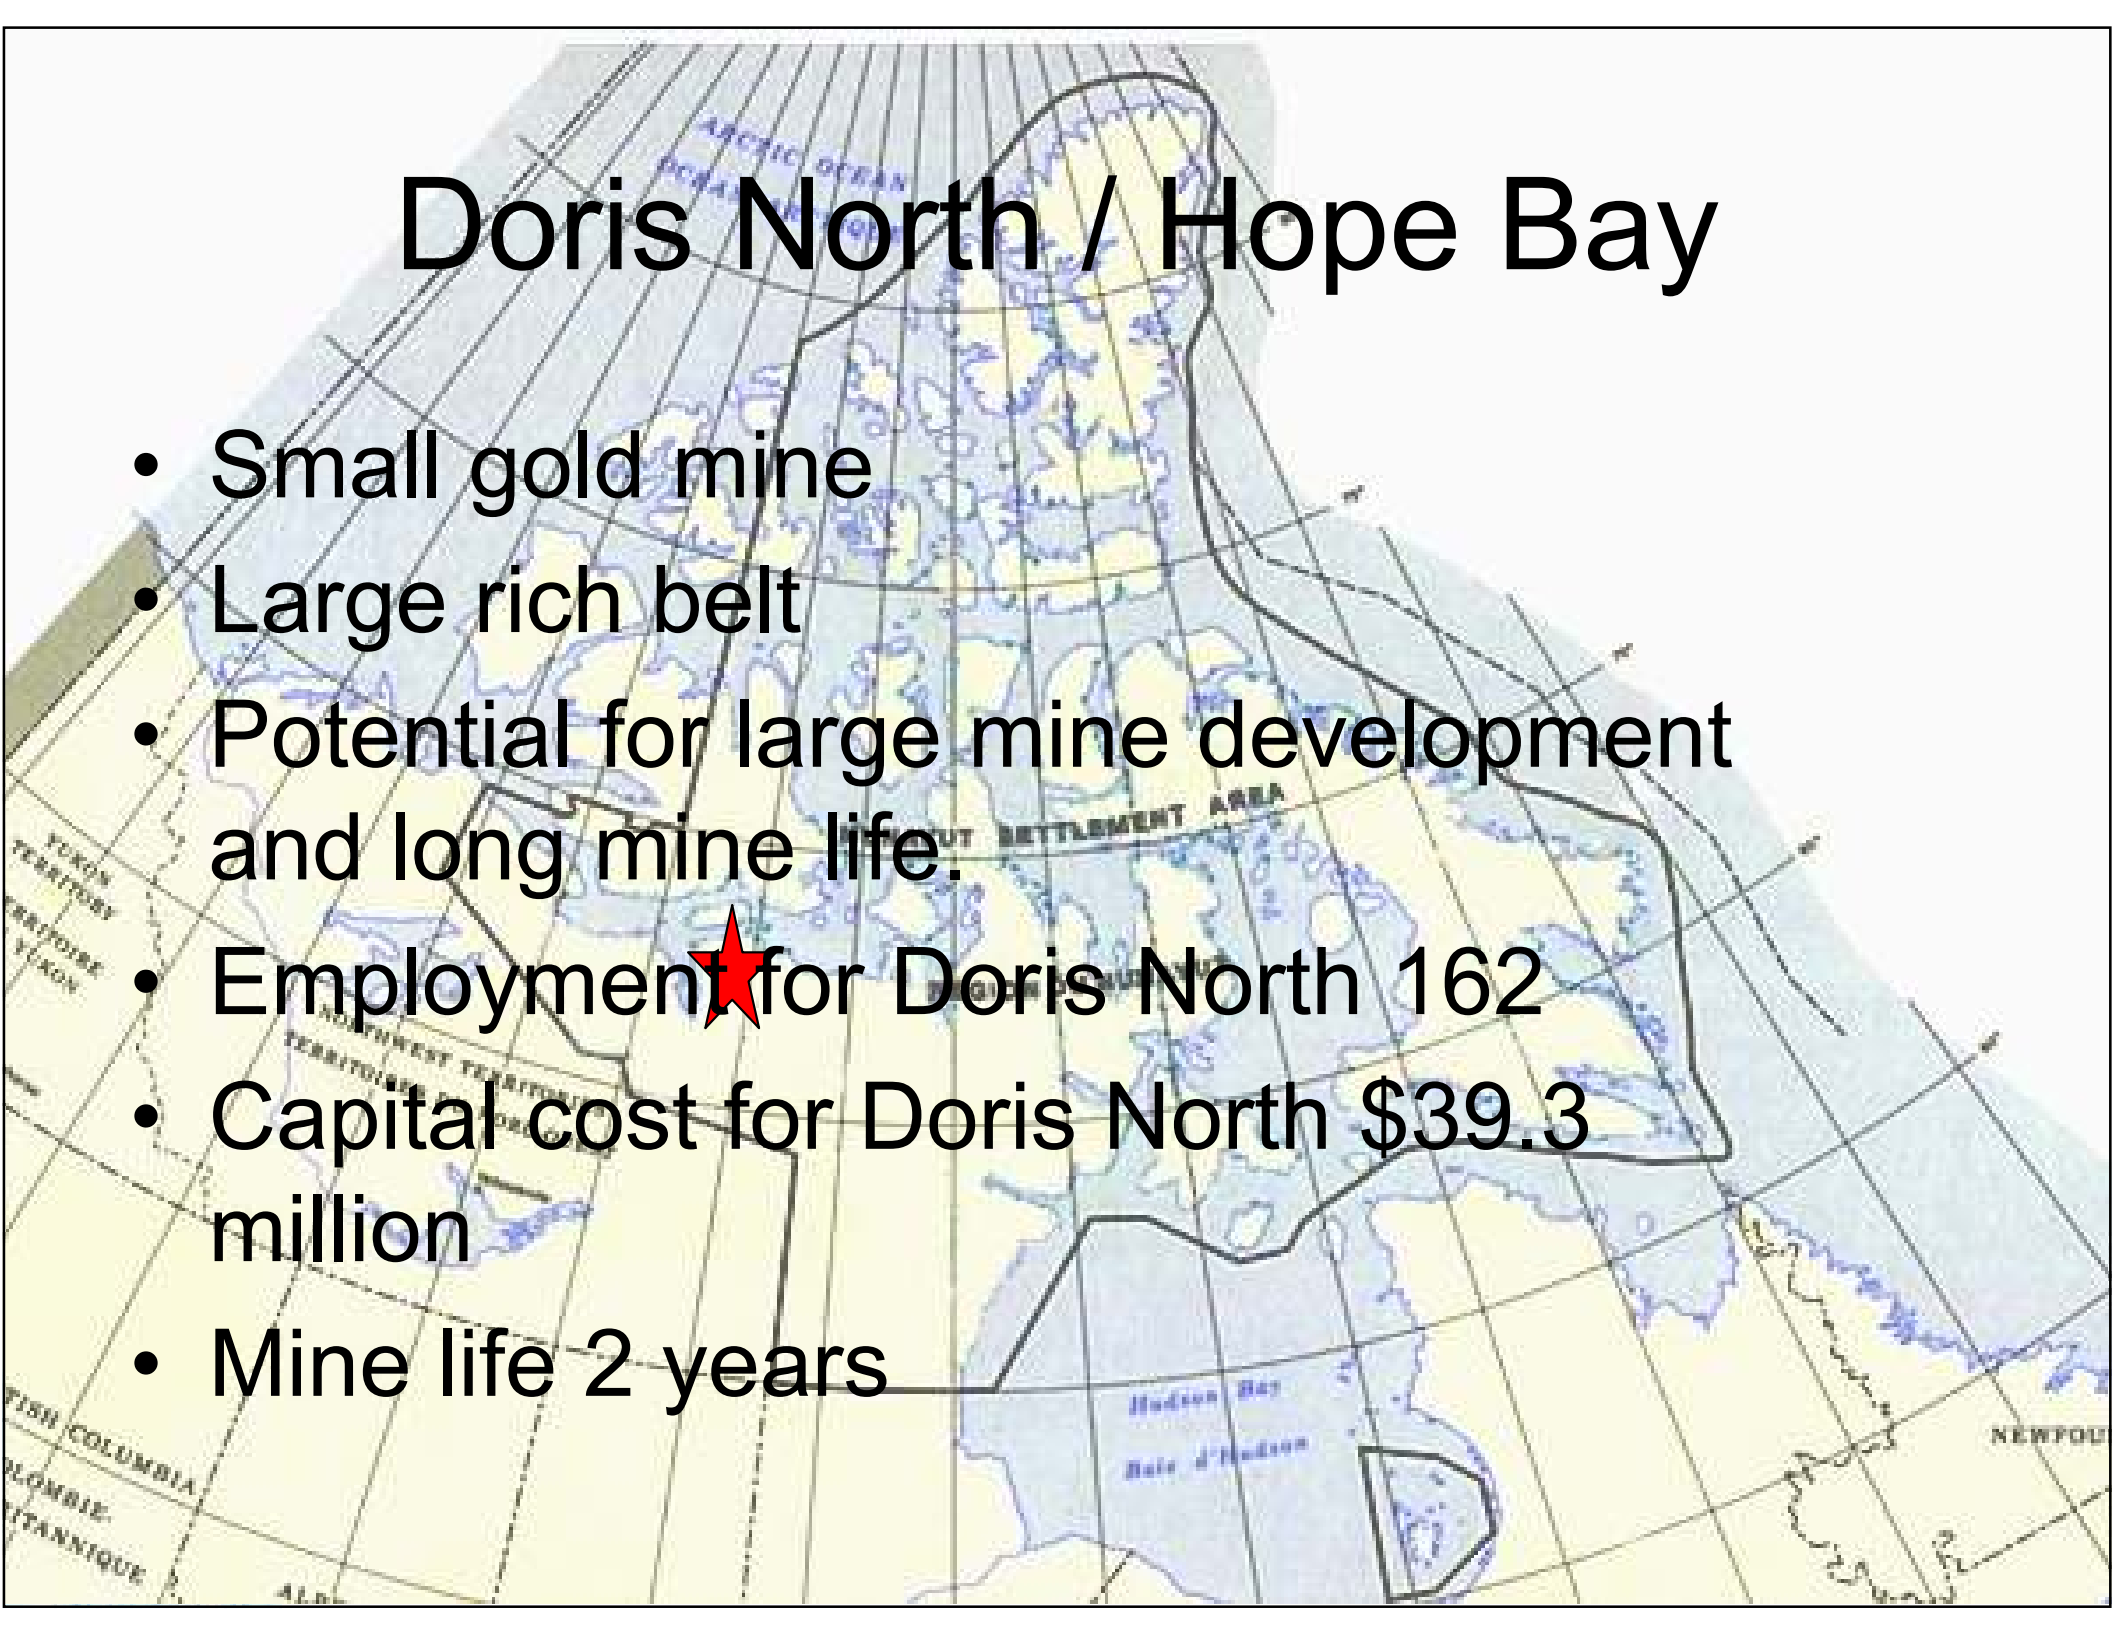 ARCTIC OCEAN
Doris North / Hope Bay
• Small gold mine
• Large rich belt
• Potential for large mine development
SETTLEMENT AREA
and long mine life.
YUKON
TERRITORY
YUKON
• Employment for Doris North 162
NORTHWEST TERRITORIES
• Capital cost for Doris North $39.3
million
• Mine life 2 years
Hudson Bay
Baie d'Hudson
COLUMBIA
NEWFOU